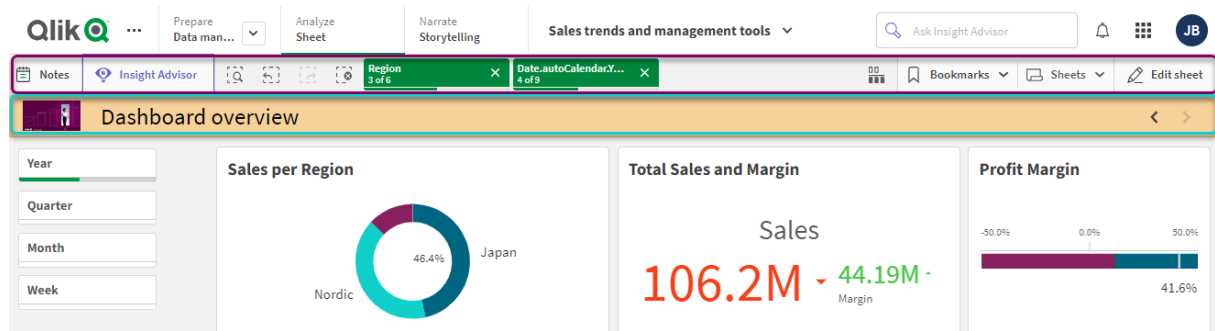 Qlik
Prepare
Data man...
Analyze
Sheet
Narrate
Storytelling
Sales trends and management tools
Ask Insight Advisor
JB
Notes
Insight Advisor
Region
3 of 6
Date.autoCalendar.Y...
4 of 9
Bookmarks
Sheets
Edit sheet
Dashboard overview
Year
Quarter
Month
Week
Sales per Region
46.4%
Japan
Nordic
Total Sales and Margin
Sales
106.2M
44.19M
Margin
Profit Margin
-50.0%
0.0%
50.0%
41.6%